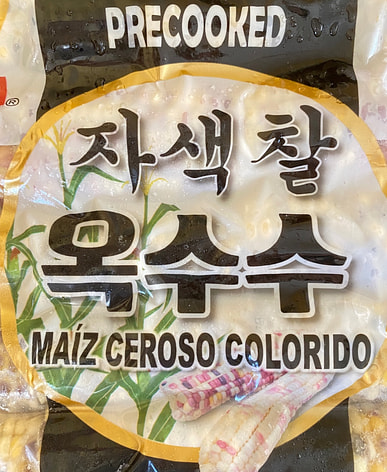 PRECOOKED
®
자색 찰
옥수수
MAÍZ CEROSO COLORIDO